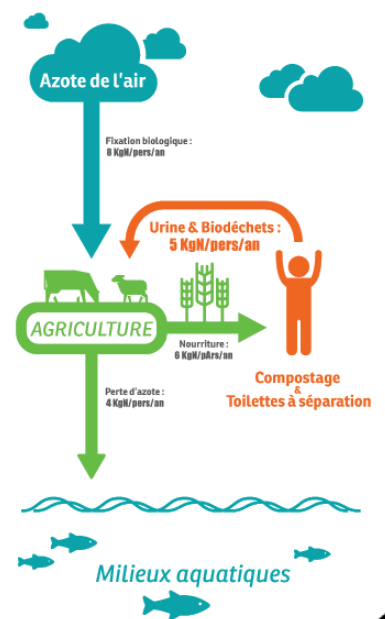 Azote de l'air
Fixation biologique :
6 KgN/pers/an
Urine & Biodéchets :
5 KgN/pers/an
AGRICULTURE
Nourriture :
6 KgN/pArs/an
Compostage
&
Toilettes à séparation
Perte d'azote :
4 KgN/pers/an
Milieux aquatiques